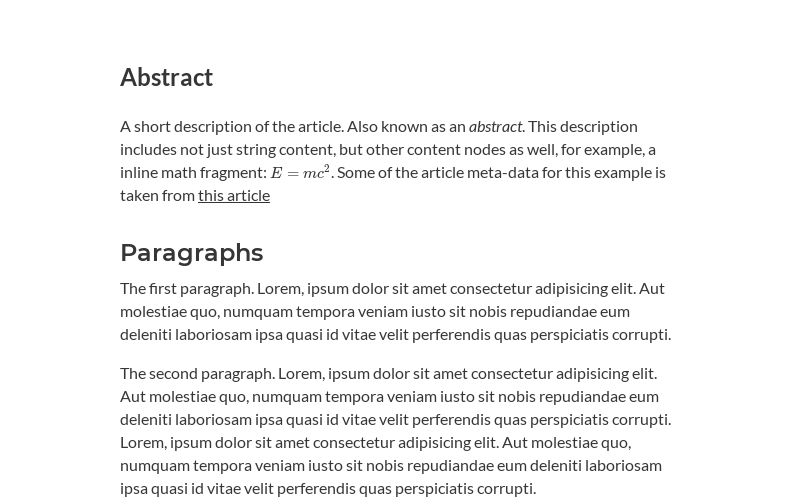 Abstract
A short description of the article. Also known as an abstract. This description
includes not just string content, but other content nodes as well, for example, a
inline math fragment: E = mc². Some of the article meta-data for this example is
taken from this article
Paragraphs
The first paragraph. Lorem, ipsum dolor sit amet consectetur adipisicing elit. Aut
molestiae quo, numquam tempora veniam iusto sit nobis repudiandae eum
deleniti laboriosam ipsa quasi id vitae velit perferendis quas perspiciatis corrupti.
The second paragraph. Lorem, ipsum dolor sit amet consectetur adipisicing elit.
Aut molestiae quo, numquam tempora veniam iusto sit nobis repudiandae eum
deleniti laboriosam ipsa quasi id vitae velit perferendis quas perspiciatis corrupti.
Lorem, ipsum dolor sit amet consectetur adipisicing elit. Aut molestiae quo,
numquam tempora veniam iusto sit nobis repudiandae eum deleniti laboriosam
ipsa quasi id vitae velit perferendis quas perspiciatis corrupti.